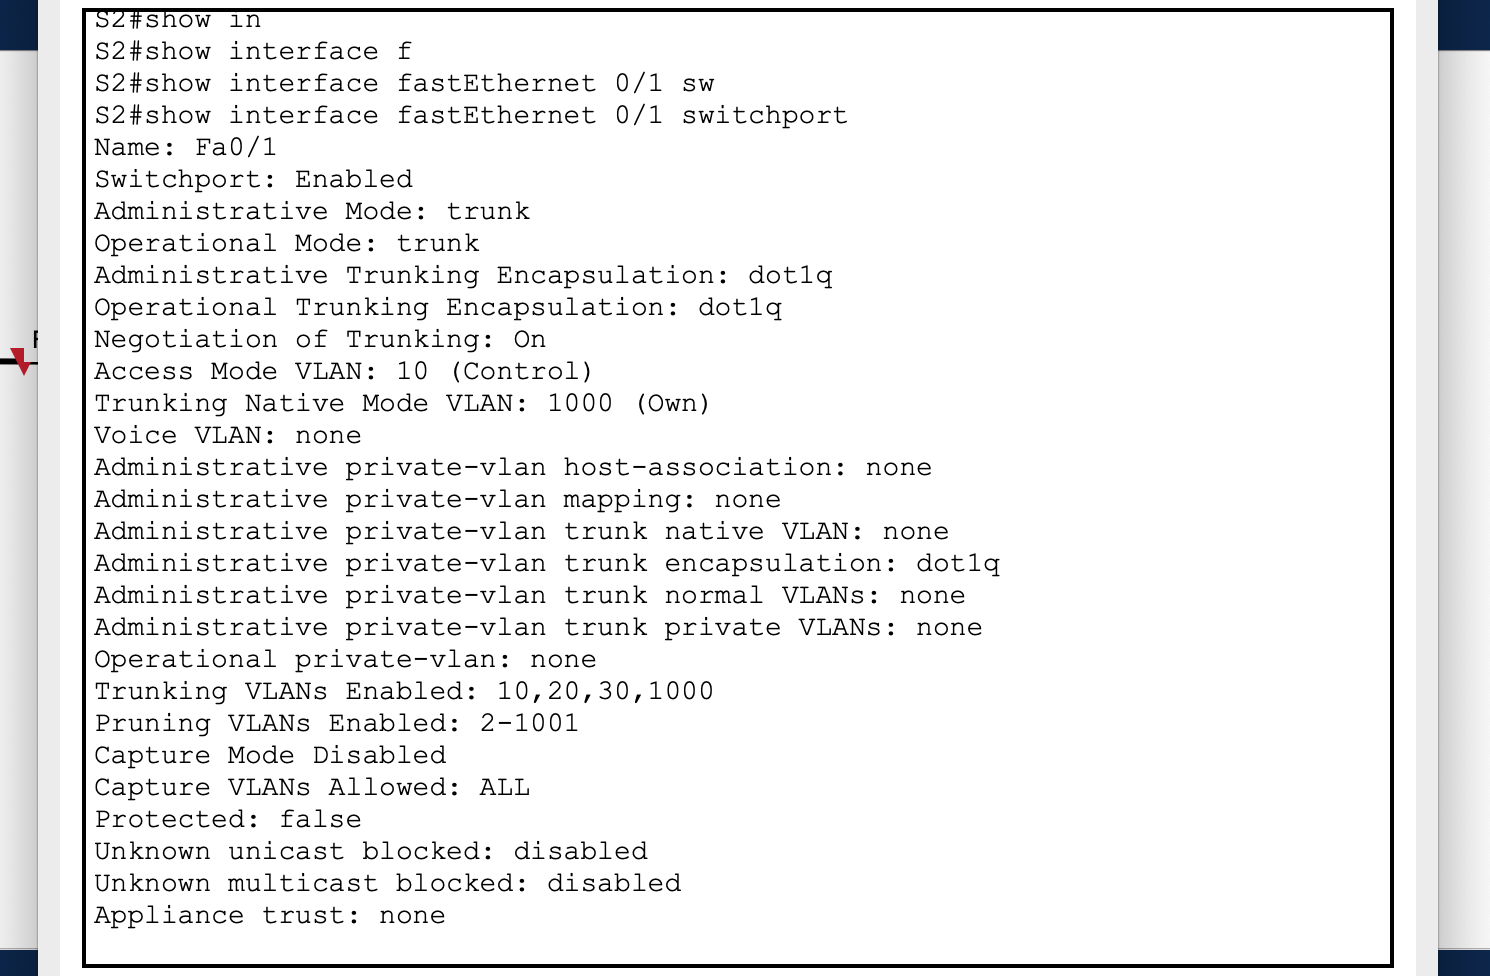 S2#show in
S2#show interface f
S2#show interface fastEthernet 0/1 sw
S2#show interface fastEthernet 0/1 switchport
Name: Fa0/1
Switchport: Enabled
Administrative Mode: trunk
Operational Mode: trunk
Administrative Trunking Encapsulation: dot1q
Operational Trunking Encapsulation: dot1q
Negotiation of Trunking: On
Access Mode VLAN: 10 (Control)
Trunking Native Mode VLAN: 1000 (Own)
Voice VLAN: none
Administrative private-vlan host-association: none
Administrative private-vlan mapping: none
Administrative private-vlan trunk native VLAN: none
Administrative private-vlan trunk encapsulation: dot1q
Administrative private-vlan trunk normal VLANs: none
Administrative private-vlan trunk private VLANs: none
Operational private-vlan: none
Trunking VLANs Enabled: 10,20,30,1000
Pruning VLANs Enabled: 2-1001
Capture Mode Disabled
Capture VLANs Allowed: ALL
Protected: false
Unknown unicast blocked: disabled
Unknown multicast blocked: disabled
Appliance trust: none